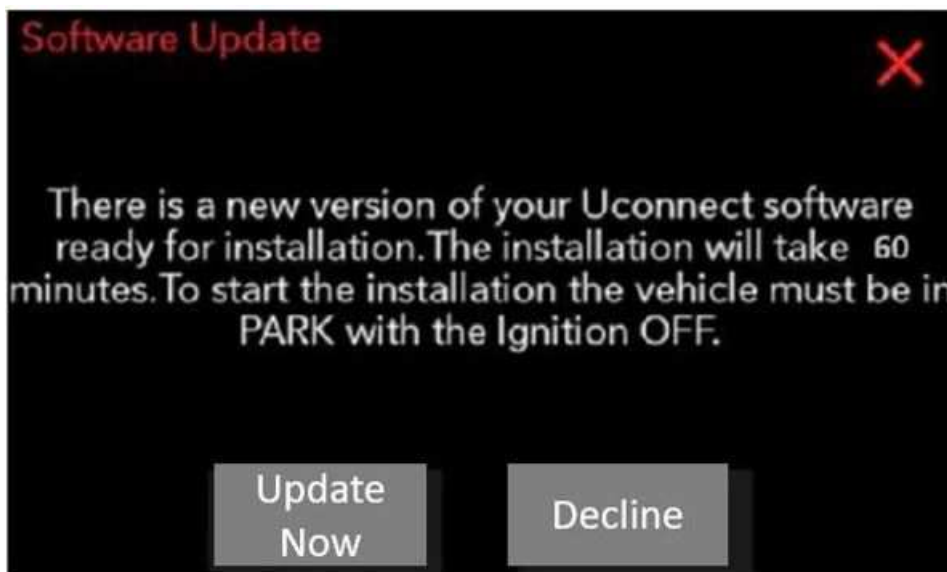 Software Update
There is a new version of your Uconnect software
ready for installation.The installation will take 60
minutes.To start the installation the vehicle must be in
PARK with the Ignition OFF.
Update
Now
Decline